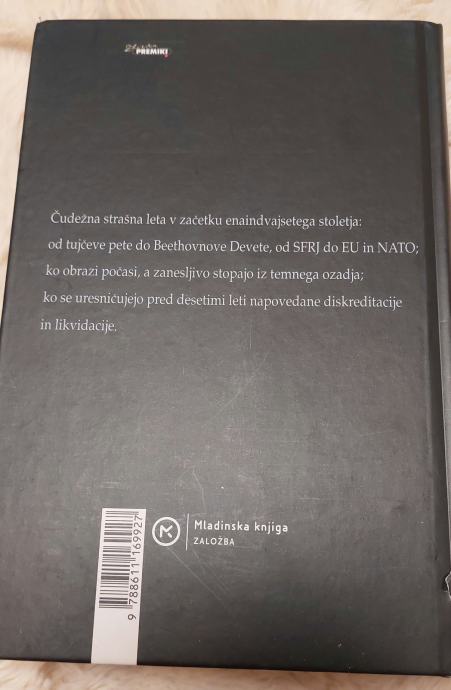 PREMIKI
Čudežna strašna leta v začetku enaindvajsetega stoletja:
od tujčeve pete do Beethovnove Devete, od SFRJ do EU in NATO;
ko obrazi počasi, a zanesljivo stopajo iz temnega ozadja;
ko se uresničujejo pred desetimi leti napovedane diskreditacije
in likvidacije.
Mladinska knjiga
ZALOŽBA
9 788611 169927